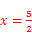 x = 5/2